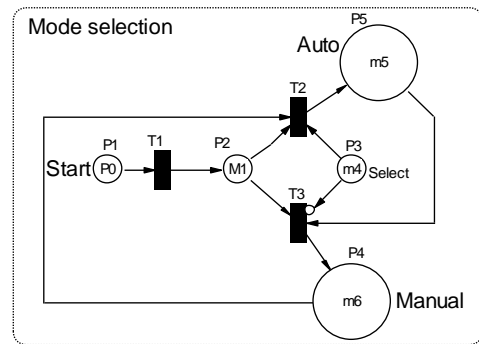 Mode selection
P5
Auto
m5
T2
P1
T1
P2
P3
Start
P0
M1
m4
Select
T3
P4
m6
Manual